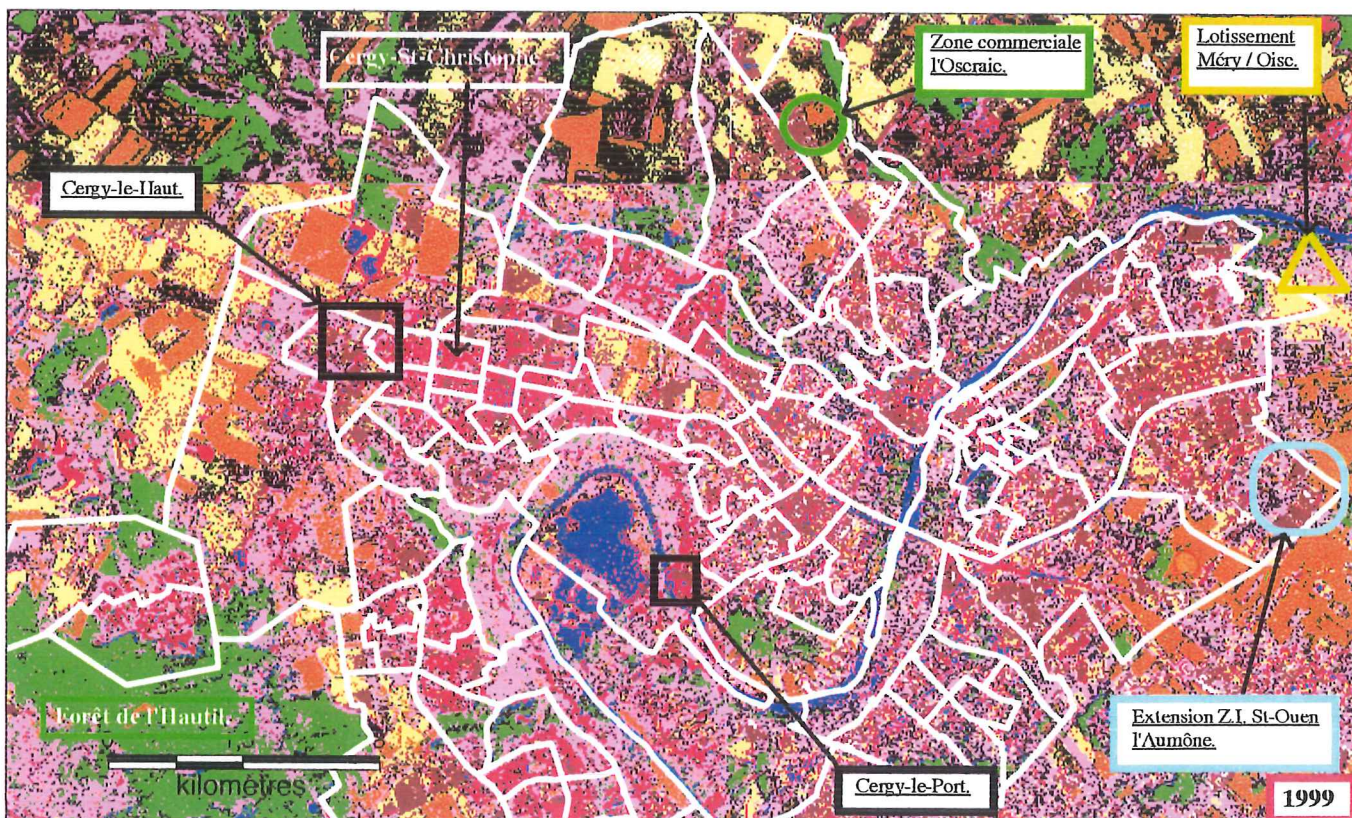 Cergy-St-Christophe
Zone commerciale
l'Oseraie.
Lotissement
Méry / Oise.
Cergy-le-Haut.
Forêt de l'Hautil.
kilomètres
Extension Z.I. St-Ouen
l'Aumône.
Cergy-le-Port.
1999